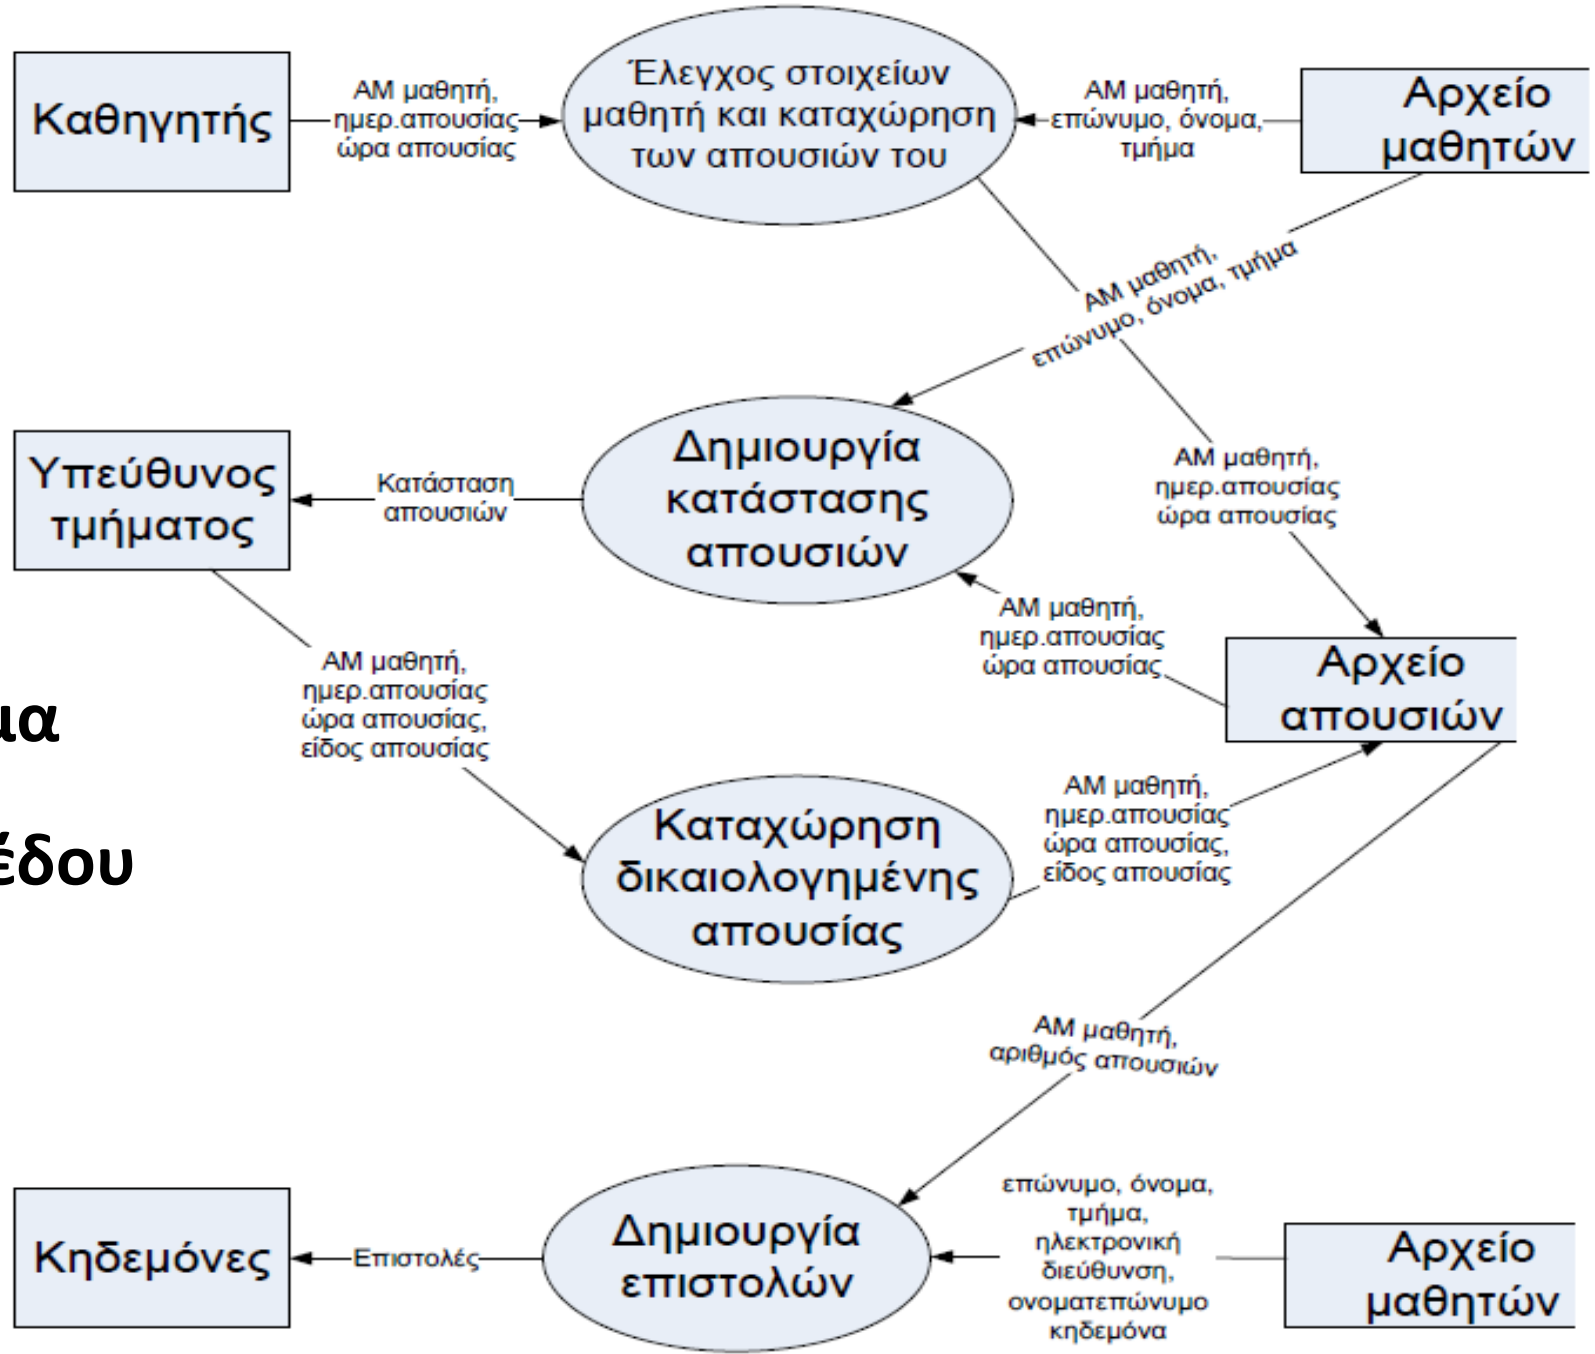 Καθηγητής
ΑΜ μαθητή,
ημερ.απουσίας
ώρα απουσίας
Έλεγχος στοιχείων
μαθητή και καταχώρηση
των απουσιών του
ΑΜ μαθητή,
επώνυμο, όνομα,
τμήμα
Αρχείο
μαθητών
ΑΜ μαθητή,
επώνυμο, όνομα, τμήμα
Υπεύθυνος
τμήματος
Κατάσταση
απουσιών
Δημιουργία
κατάστασης
απουσιών
ΑΜ μαθητή,
ημερ.απουσίας
ώρα απουσίας
ΑΜ μαθητή,
ημερ.απουσίας
ώρα απουσίας
Αρχείο
απουσιών
ΑΜ μαθητή,
ημερ.απουσίας
ώρα απουσίας,
είδος απουσίας
μα
έδου
Καταχώρηση
δικαιολογημένης
απουσίας
ΑΜ μαθητή,
ημερ.απουσίας
ώρα απουσίας,
είδος απουσίας
ΑΜ μαθητή,
αριθμός απουσιών
Κηδεμόνες
Επιστολές
Δημιουργία
επιστολών
επώνυμο, όνομα,
τμήμα,
ηλεκτρονική
διεύθυνση,
ονοματεπώνυμο
κηδεμόνα
Αρχείο
μαθητών